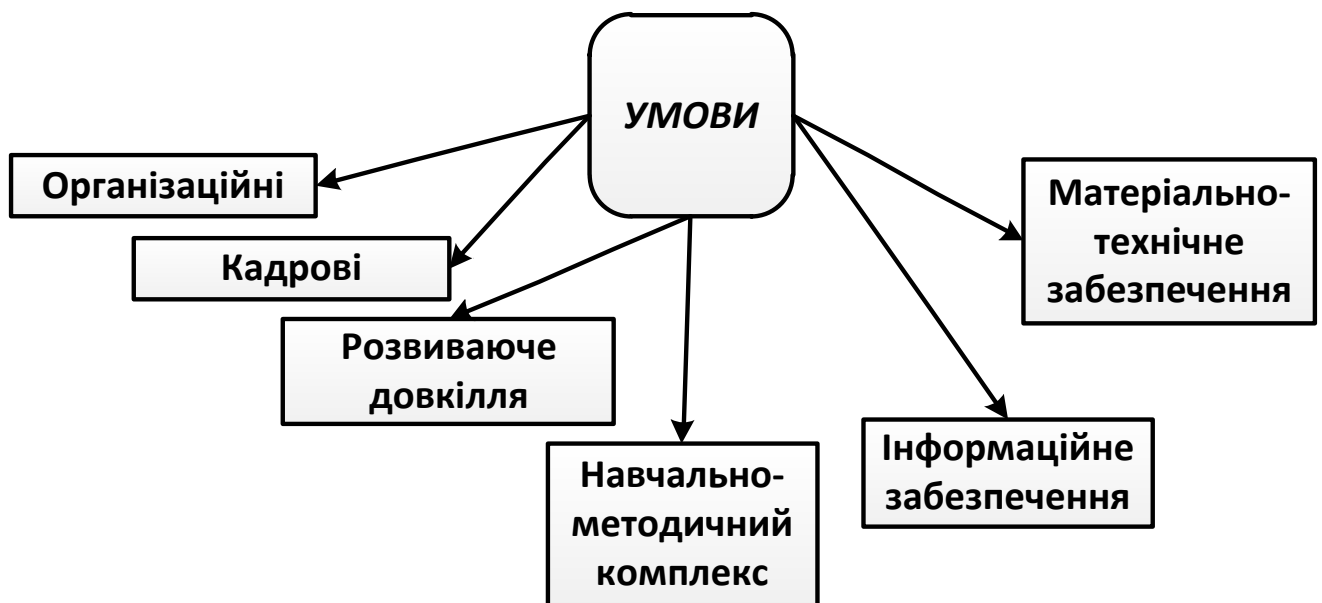 УМОВИ
Організаційні
Кадрові
Розвиваюче
довкілля
Навчально-
методичний
комплекс
Інформаційне
забезпечення
Матеріально-
технічне
забезпечення